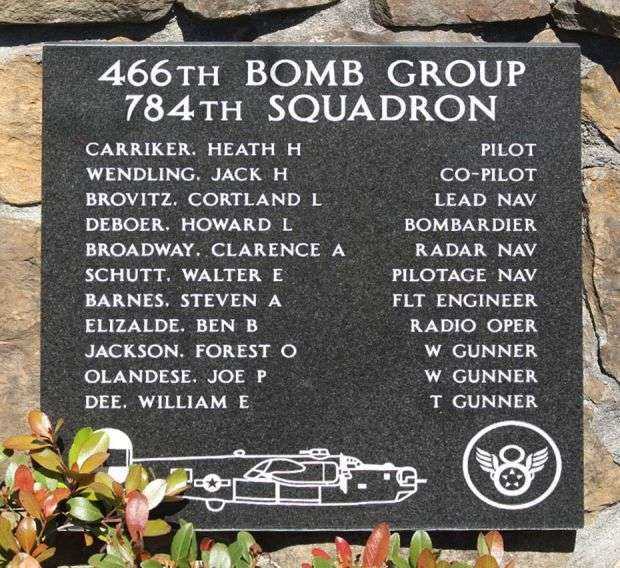 466TH BOMB GROUP
784TH SQUADRON
CARRIKER, HEATH H PILOT
WENDLING, JACK H CO-PILOT
BROVITZ, CORTLAND L LEAD NAV
DEBOER, HOWARD L BOMBARDIER
BROADWAY, CLARENCE A RADAR NAV
SCHUTT, WALTER E PILOTAGE NAV
BARNES, STEVEN A FLT ENGINEER
ELIZALDE, BEN B RADIO OPER
JACKSON, FOREST O W GUNNER
OLANDESE, JOE P W GUNNER
DEE, WILLIAM E T GUNNER
8